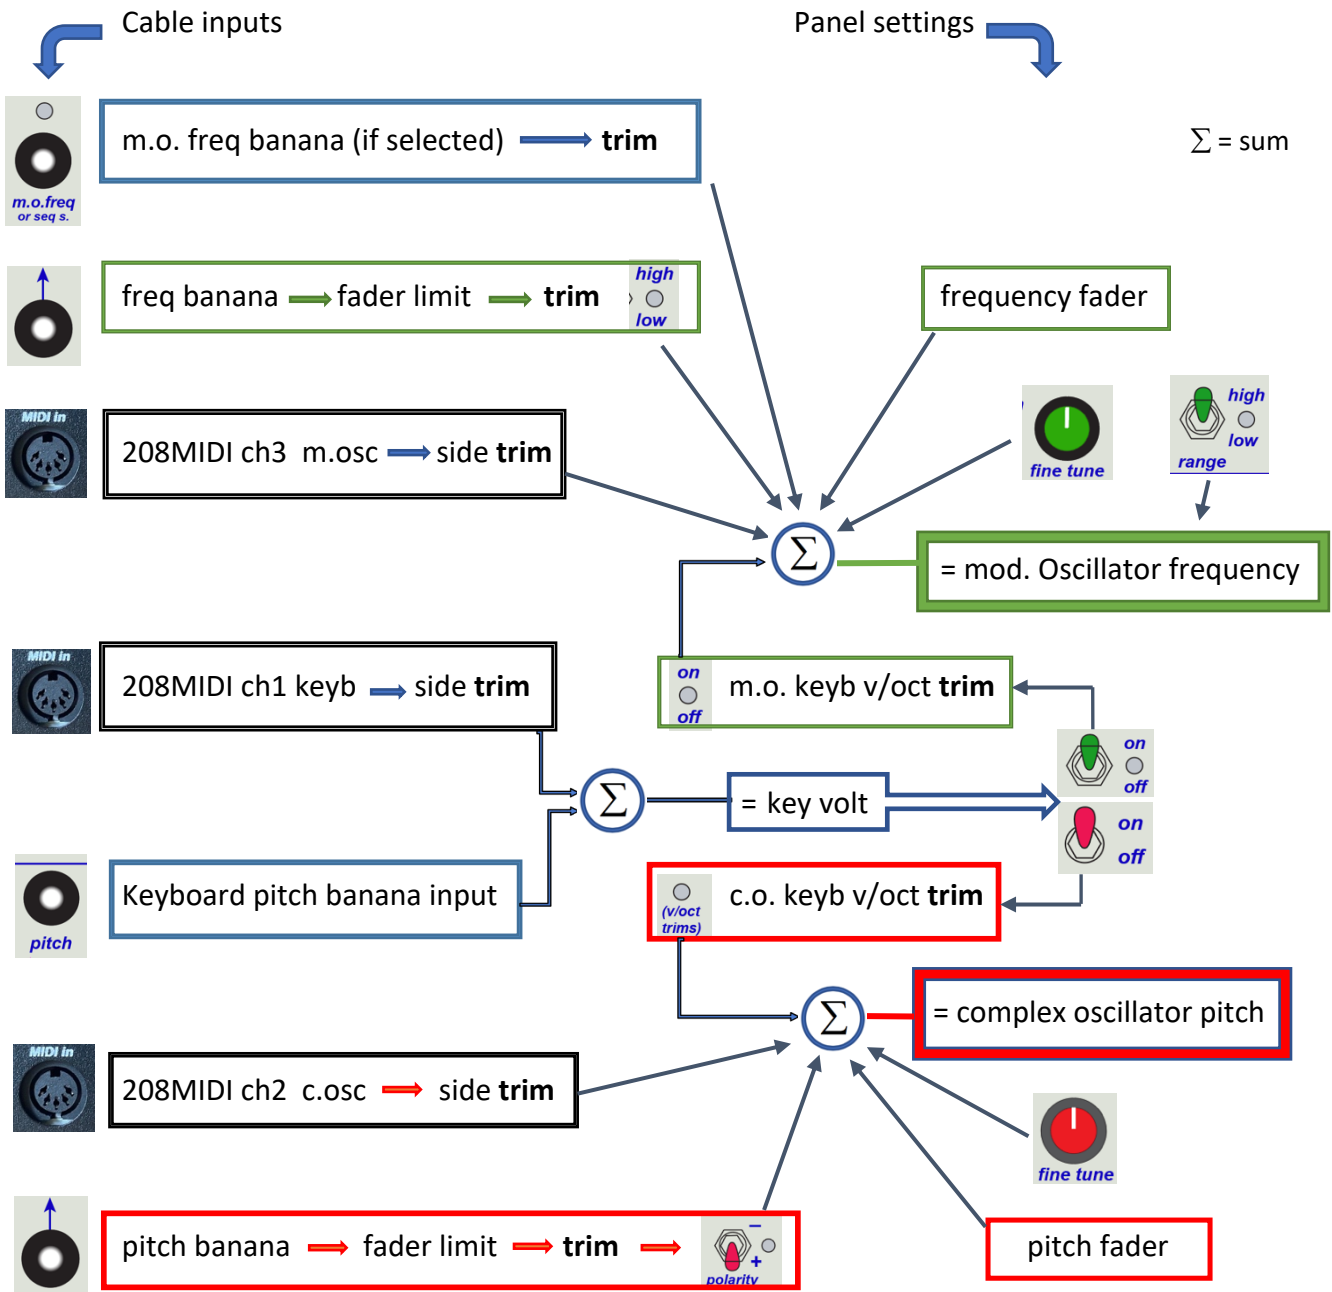 Cable inputs
Panel settings
m.o. freq banana (if selected) trim
Σ = sum
m.o.freq
or seq s.
freq banana fader limit trim
high
low
frequency fader
MIDI in
208MIDI ch3 m.osc side trim
fine tune
high
low
range
Σ
= mod. Oscillator frequency
MIDI in
208MIDI ch1 keyb side trim
on
off
m.o. keyb v/oct trim
on
off
Σ
= key volt
on
off
Keyboard pitch banana input
pitch
(v/oct
trims)
c.o. keyb v/oct trim
Σ
= complex oscillator pitch
MIDI in
208MIDI ch2 c.osc side trim
fine tune
pitch banana fader limit trim
−
+
polarity
pitch fader